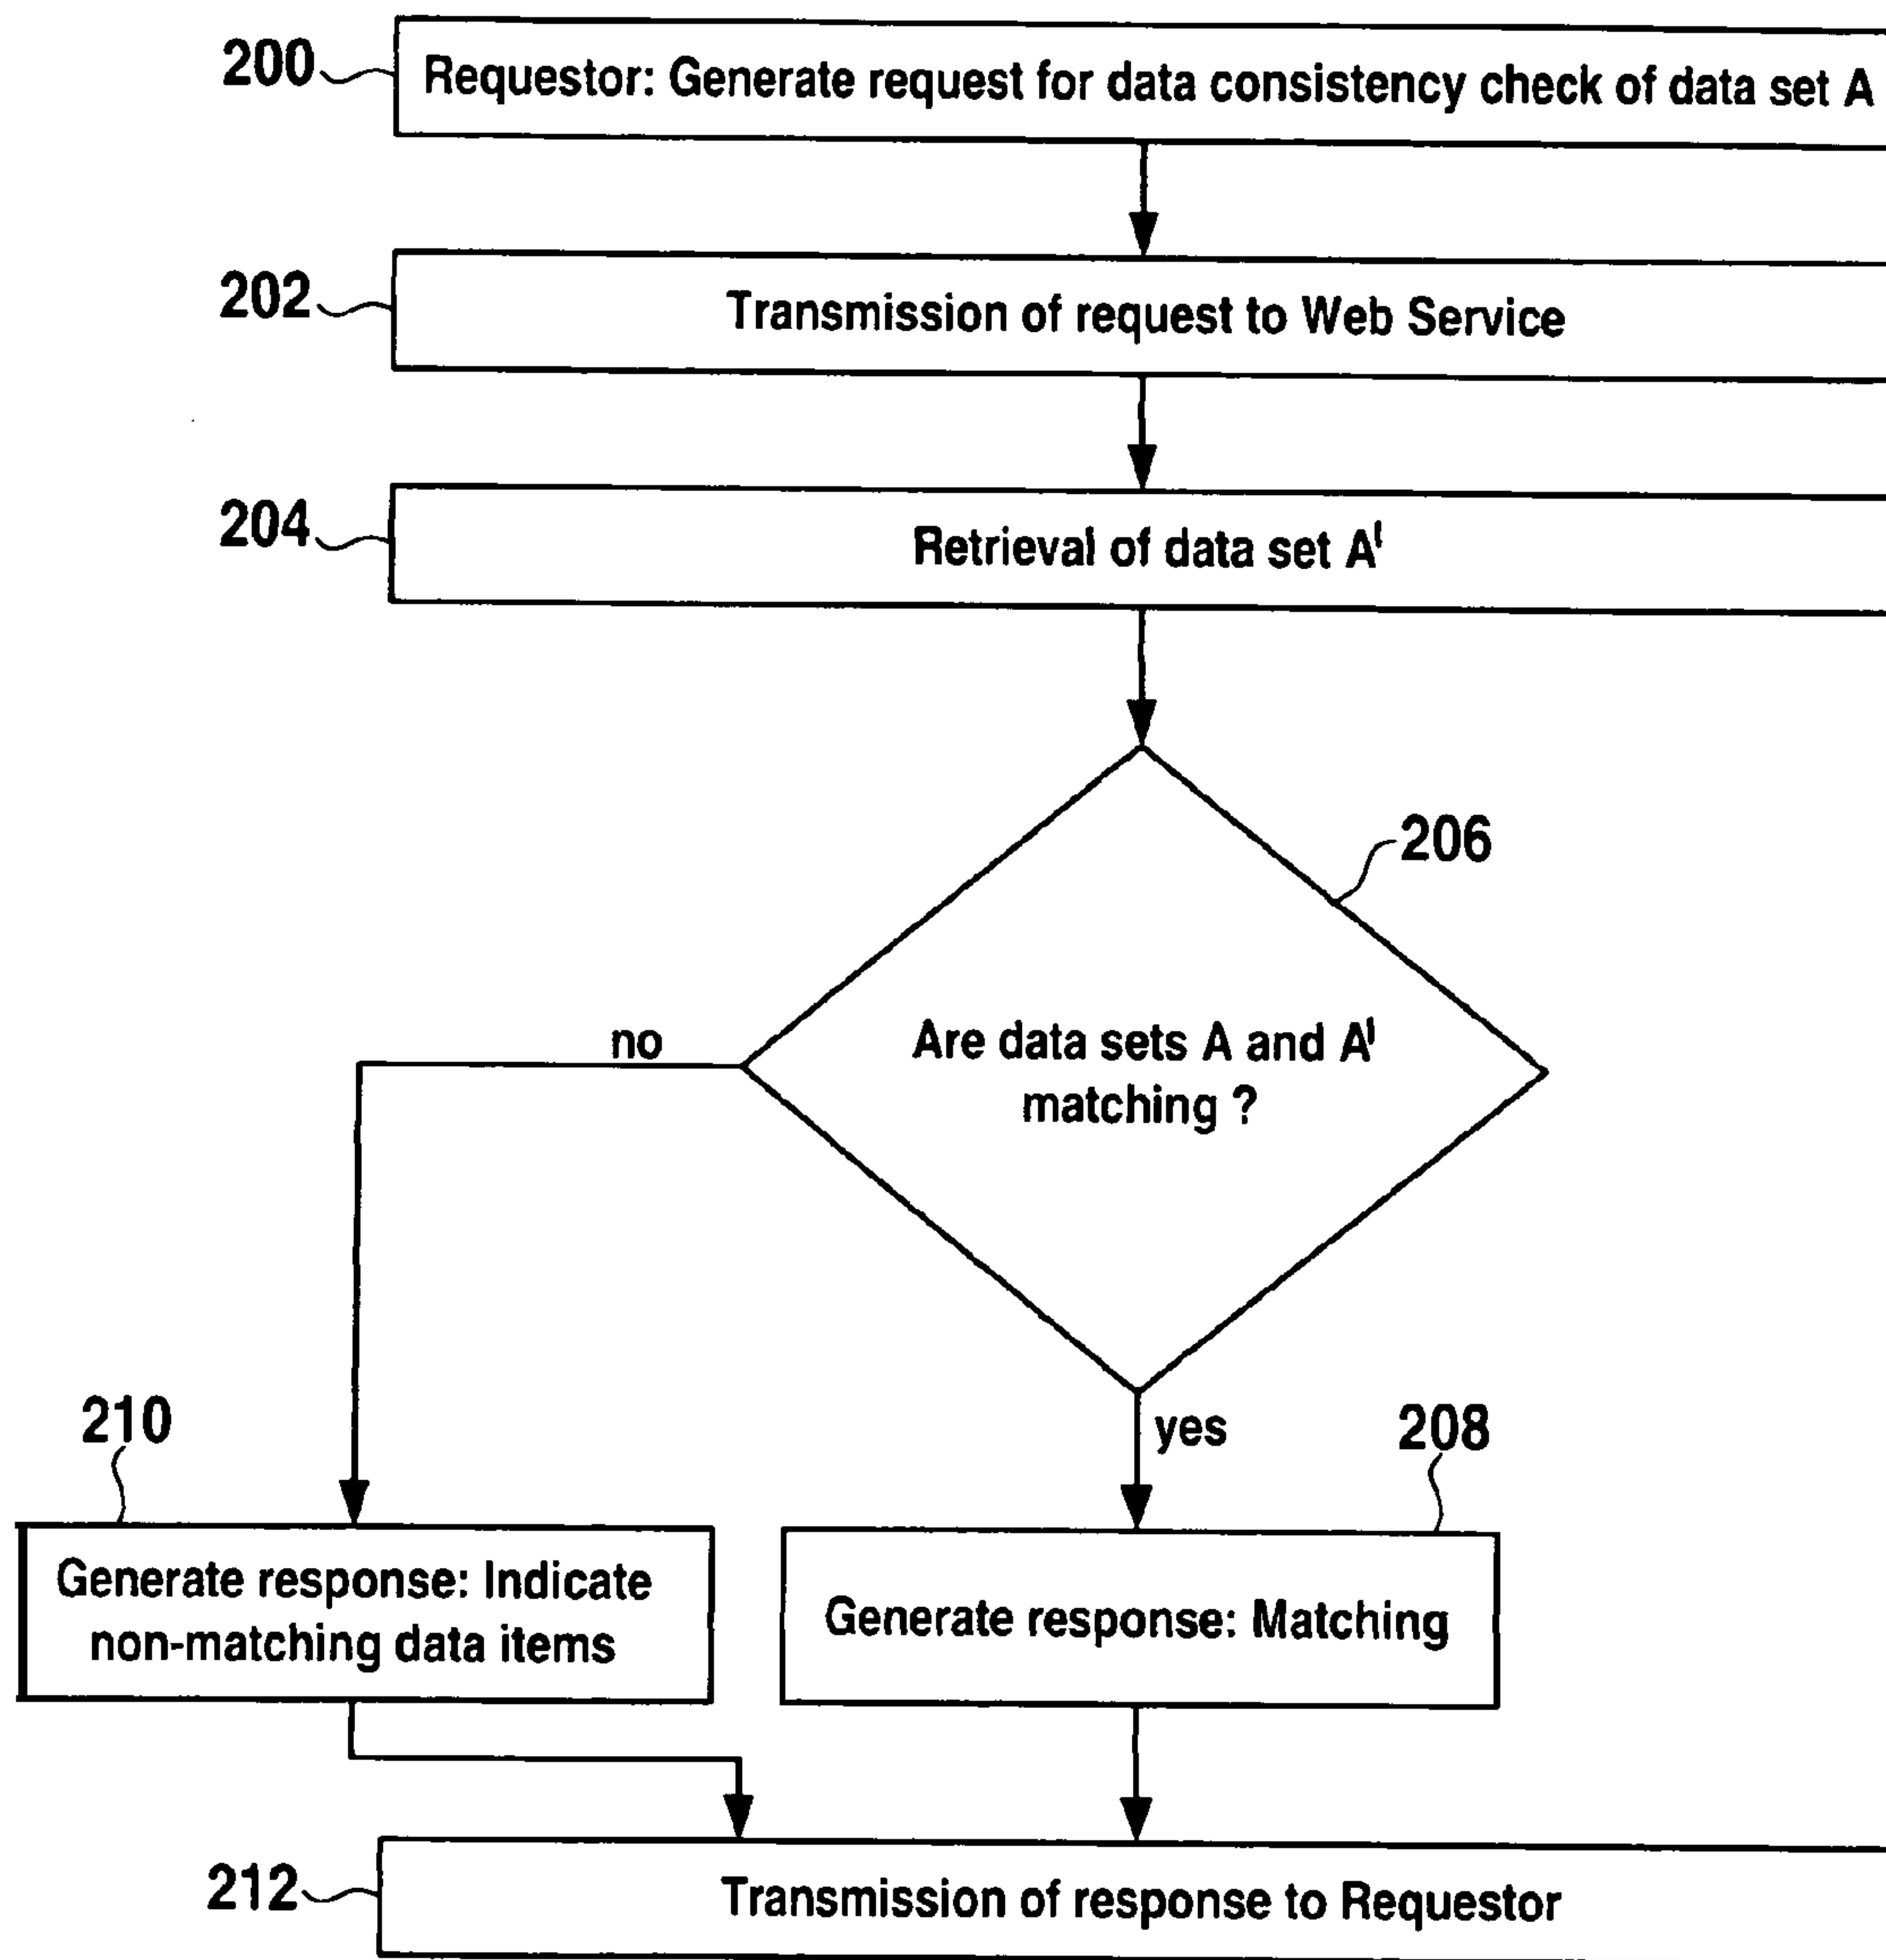 200
Requestor: Generate request for data consistency check of data set A
202
Transmission of request to Web Service
204
Retrieval of data set A'
206
Are data sets A and A'
matching ?
no
yes
210
208
Generate response: Indicate
non-matching data items
Generate response: Matching
212
Transmission of response to Requestor